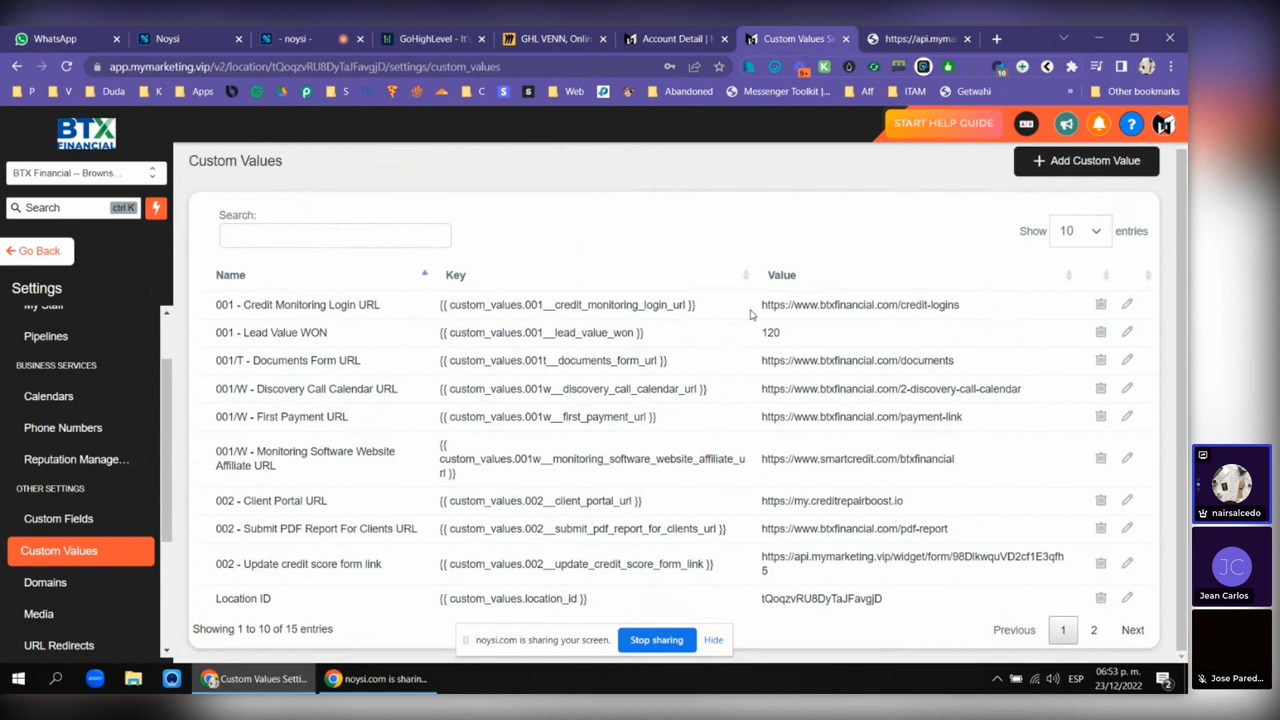 WhatsApp
Noysi
- noysi -
GoHighLevel - It's
GHL VENN, Onlin
Account Detail | M
Custom Values Se
https://api.mymark
app.mymarketing.vip/v2/location/tQoqzvRU8DyTaJFavgjD/settings/custom_values
P
V
Duda
K
Apps
S
C
Web
Abandoned
Messenger Toolkit |...
Aff
ITAM
Getwahi
»
Other bookmarks
9+
10
BTX
FINANCIAL
START HELP GUIDE
BTX Financial -- Browns...
Search
ctrl K
Go Back
Settings
My Staff
Pipelines
BUSINESS SERVICES
Calendars
Phone Numbers
Reputation Manage...
OTHER SETTINGS
Custom Fields
Custom Values
Domains
Media
URL Redirects
Custom Values
+ Add Custom Value
Search:
Show 10 entries
Name Key Value
001 - Credit Monitoring Login URL {{ custom_values.001__credit_monitoring_login_url }} https://www.btxfinancial.com/credit-logins
001 - Lead Value WON {{ custom_values.001__lead_value_won }} 120
001/T - Documents Form URL {{ custom_values.001t__documents_form_url }} https://www.btxfinancial.com/documents
001/W - Discovery Call Calendar URL {{ custom_values.001w__discovery_call_calendar_url }} https://www.btxfinancial.com/2-discovery-call-calendar
001/W - First Payment URL {{ custom_values.001w__first_payment_url }} https://www.btxfinancial.com/payment-link
001/W - Monitoring Software Website
Affiliate URL
{{
custom_values.001w__monitoring_software_website_affiliate_u
rl }}
https://www.smartcredit.com/btxfinancial
002 - Client Portal URL {{ custom_values.002__client_portal_url }} https://my.creditrepairboost.io
002 - Submit PDF Report For Clients URL {{ custom_values.002__submit_pdf_report_for_clients_url }} https://www.btxfinancial.com/pdf-report
002 - Update credit score form link {{ custom_values.002__update_credit_score_form_link }} https://api.mymarketing.vip/widget/form/98DlkwquVD2cf1E3qfh
5
Location ID {{ custom_values.location_id }} tQoqzvRU8DyTaJFavgjD
Showing 1 to 10 of 15 entries
Previous 1 2 Next
noysi.com is sharing your screen.
Stop sharing
Hide
nairsalcedo
JC
Jean Carlos
Jose Pared...
zoom
Custom Values Setti...
noysi.com is sharin...
ESP
06:53 p. m.
23/12/2022
2